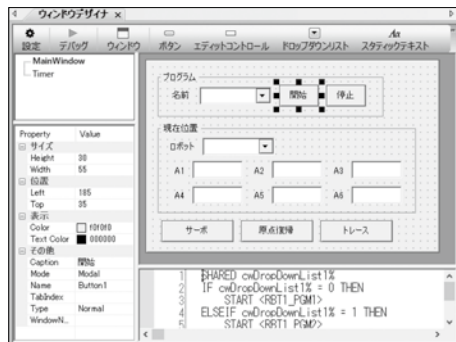 ウィンドウデザイナ ×
設定 デバッグ ウィンドウ ボタン エディットコントロール ドロップダウンリスト スタティックテキスト
Aa
MainWindow
Timer
プログラム
名前
開始
停止
現在位置
ロボット
A1 A2 A3
A4 A5 A6
サーボ 原点復帰 トレース
Property Value
サイズ
Height 30
Width 55
位置
Left 185
Top 35
表示
Color f0f0f0
Text Color 000000
その他
Caption 開始
Mode Modal
Name Button1
TabIndex
Type Normal
WindowN...
1 SHARED cwDropDownList1%
2 IF cwDropDownList1% = 0 THEN
3 START <RBT1_PGM1>
4 ELSEIF cwDropDownList1% = 1 THEN
5 START <RBT1_PGM2>